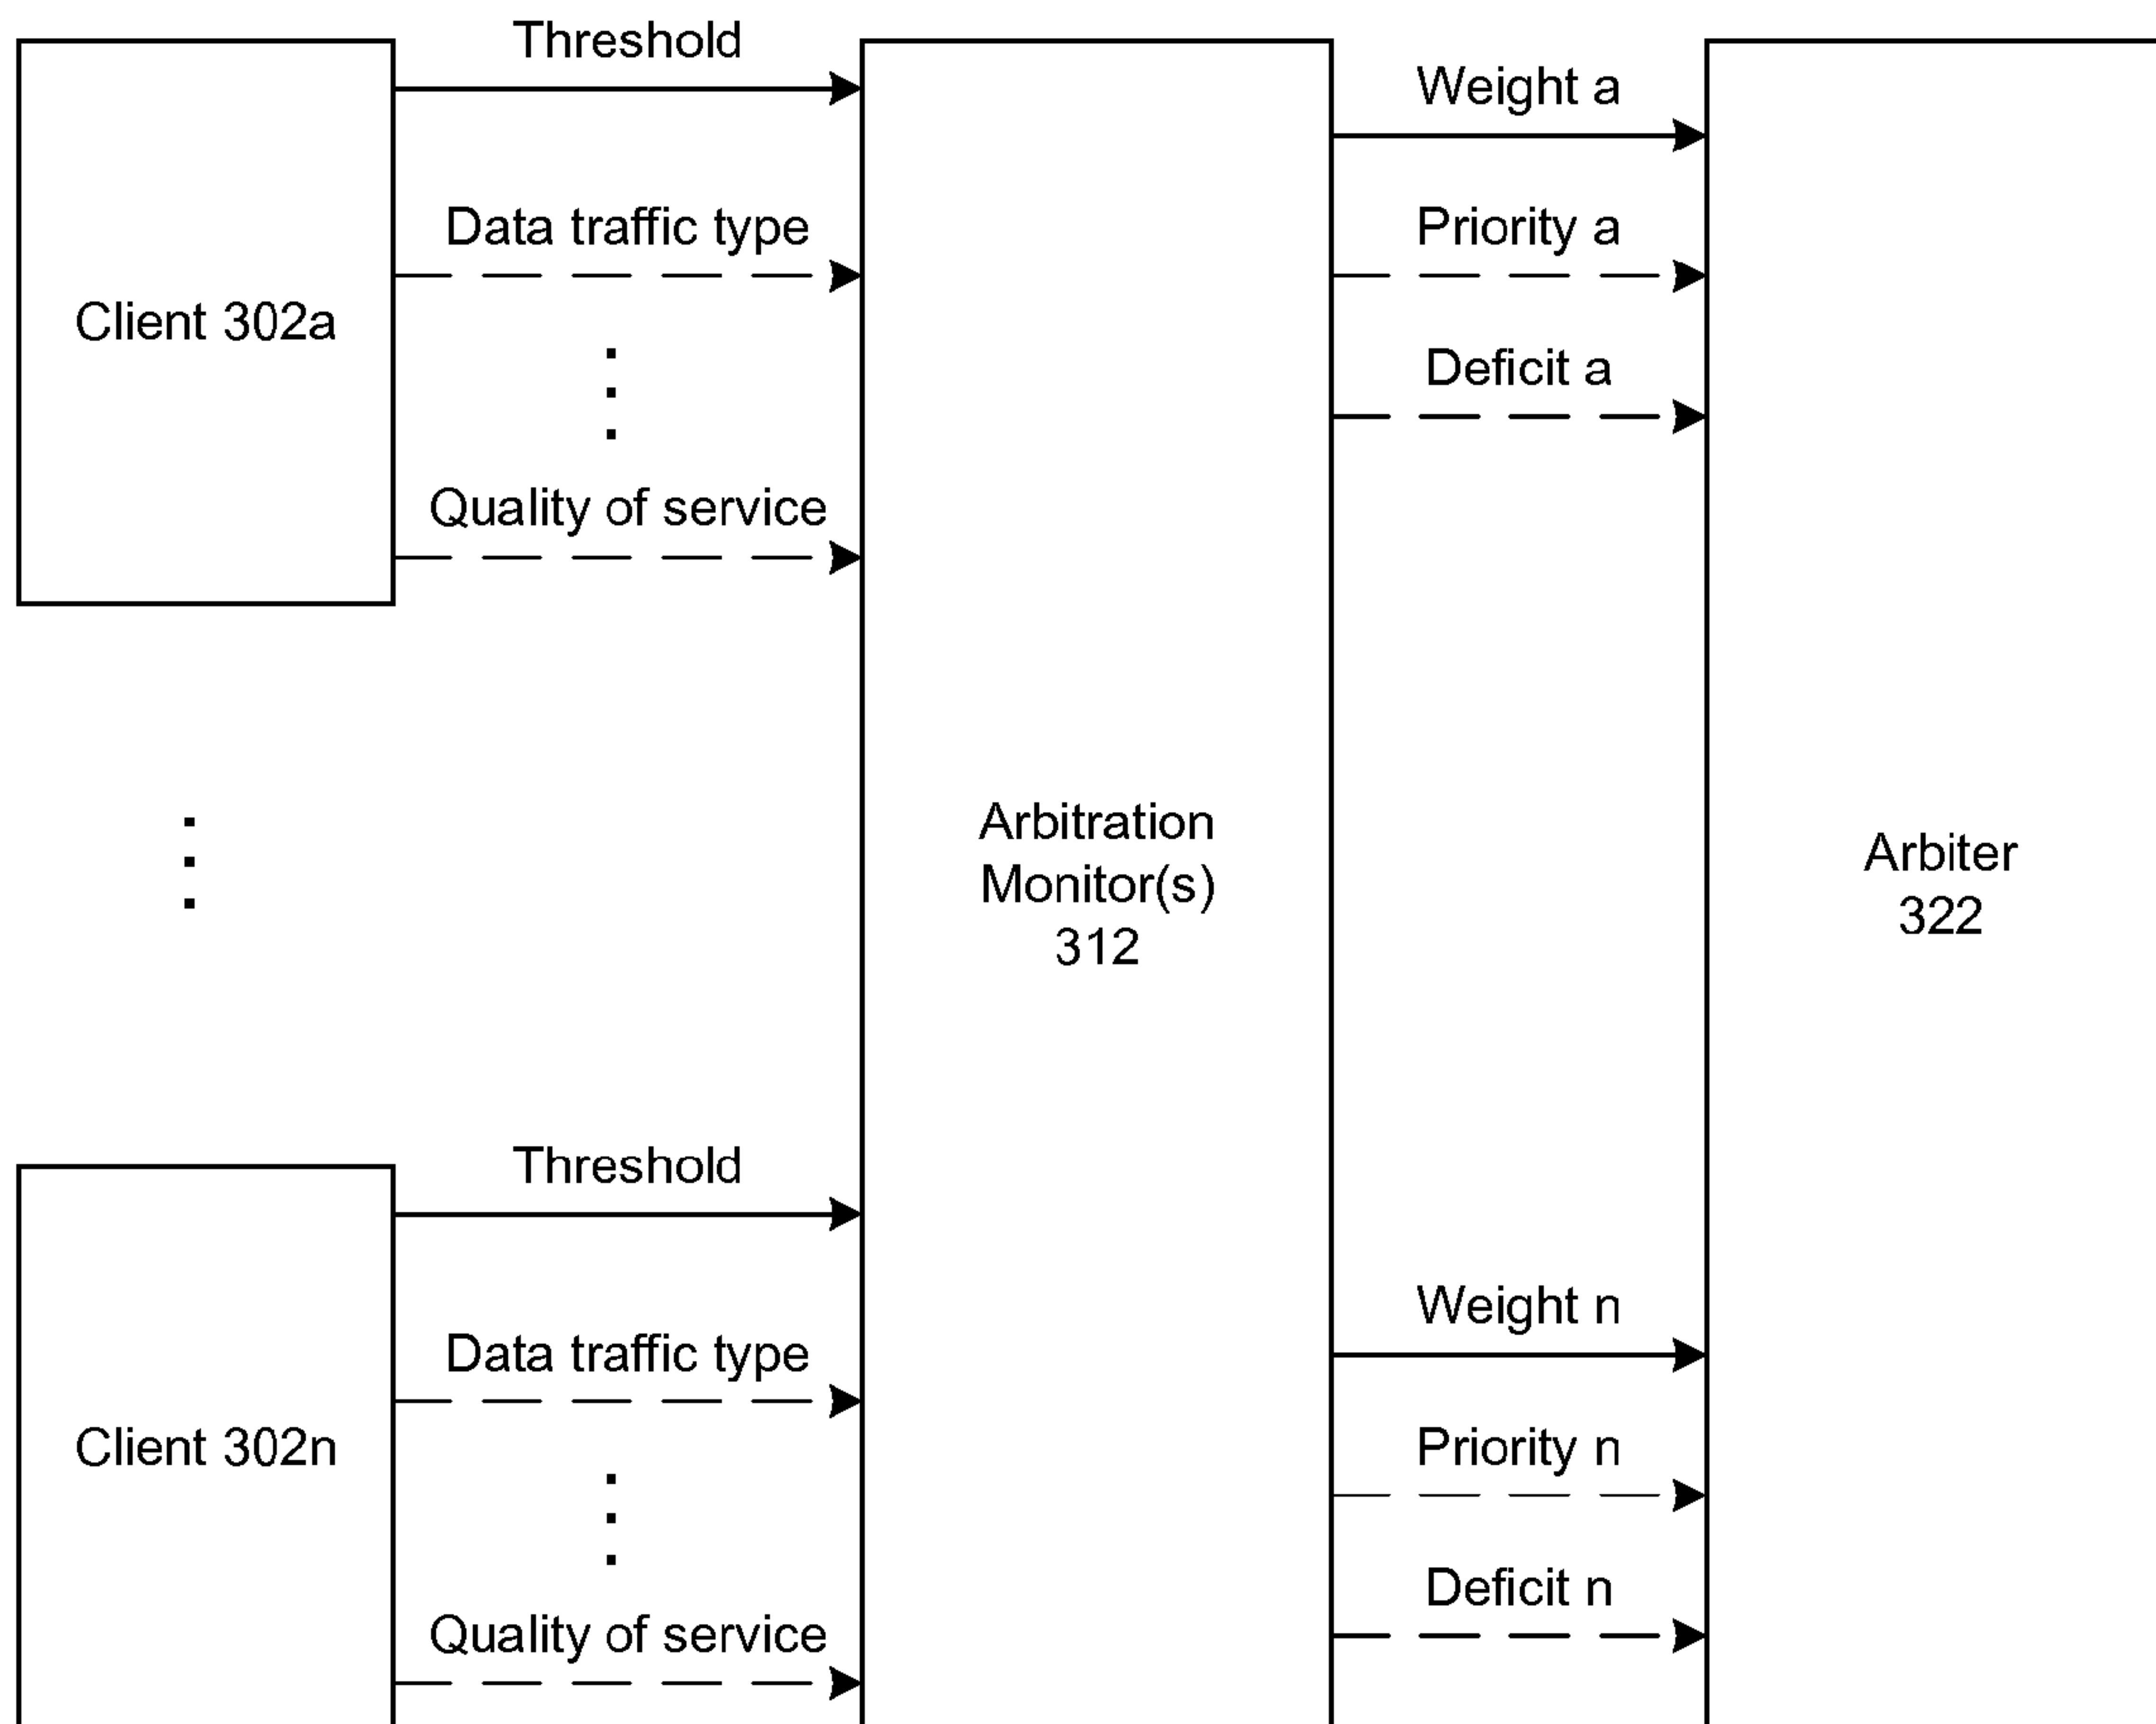 Threshold
Data traffic type
Client 302a
Quality of service
Weight a
Priority a
Deficit a
Arbitration
Monitor(s)
312
Arbiter
322
Threshold
Data traffic type
Client 302n
Quality of service
Weight n
Priority n
Deficit n